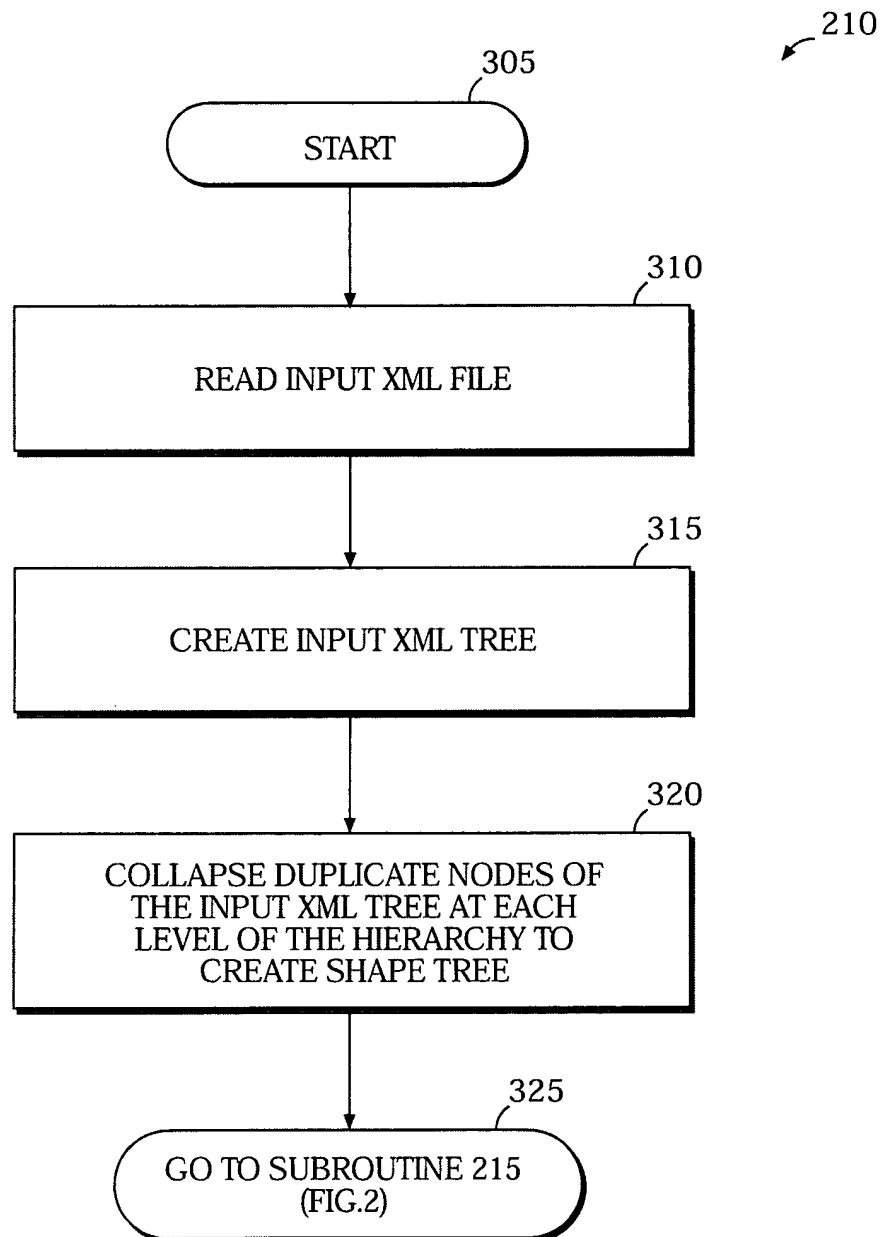 210
305
START
310
READ INPUT XML FILE
315
CREATE INPUT XML TREE
320
COLLAPSE DUPLICATE NODES OF
THE INPUT XML TREE AT EACH
LEVEL OF THE HIERARCHY TO
CREATE SHAPE TREE
325
GO TO SUBROUTINE 215
(FIG.2)